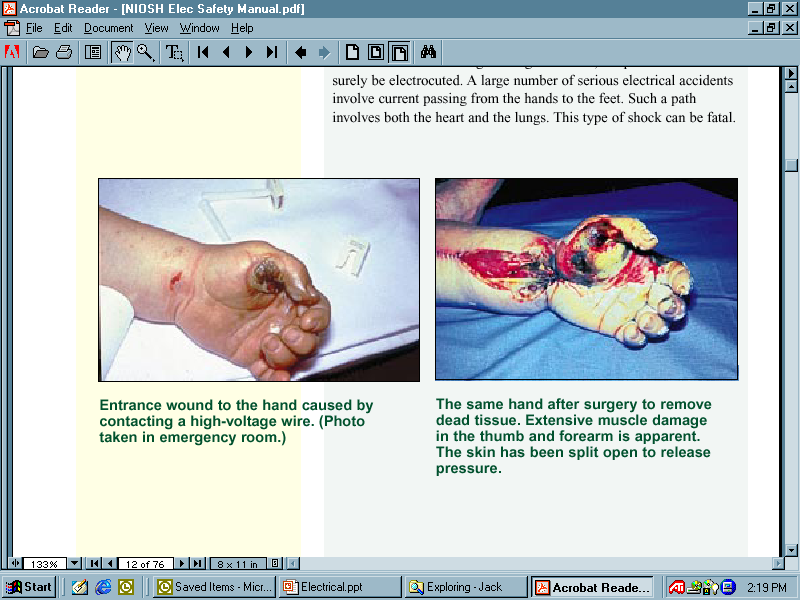 Acrobat Reader - [NIOSH Elec Safety Manual.pdf]
File Edit Document View Window Help
surely be electrocuted. A large number of serious electrical accidents
involve current passing from the hands to the feet. Such a path
involves both the heart and the lungs. This type of shock can be fatal.
Entrance wound to the hand caused by
contacting a high-voltage wire. (Photo
taken in emergency room.)
The same hand after surgery to remove
dead tissue. Extensive muscle damage
in the thumb and forearm is apparent.
The skin has been split open to release
pressure.
133% 12 of 76 8 x 11 in
Start Saved Items - Micr... Electrical.ppt Exploring - Jack Acrobat Reade... 2:19 PM